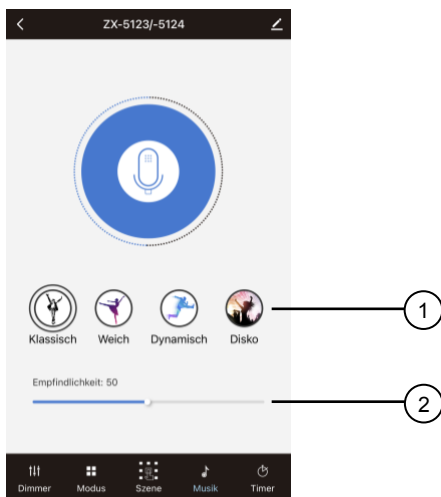 ZX-5123/-5124
Klassisch Weich Dynamisch Disko
1
Empfindlichkeit: 50
2
Dimmer Modus Szene Musik Timer